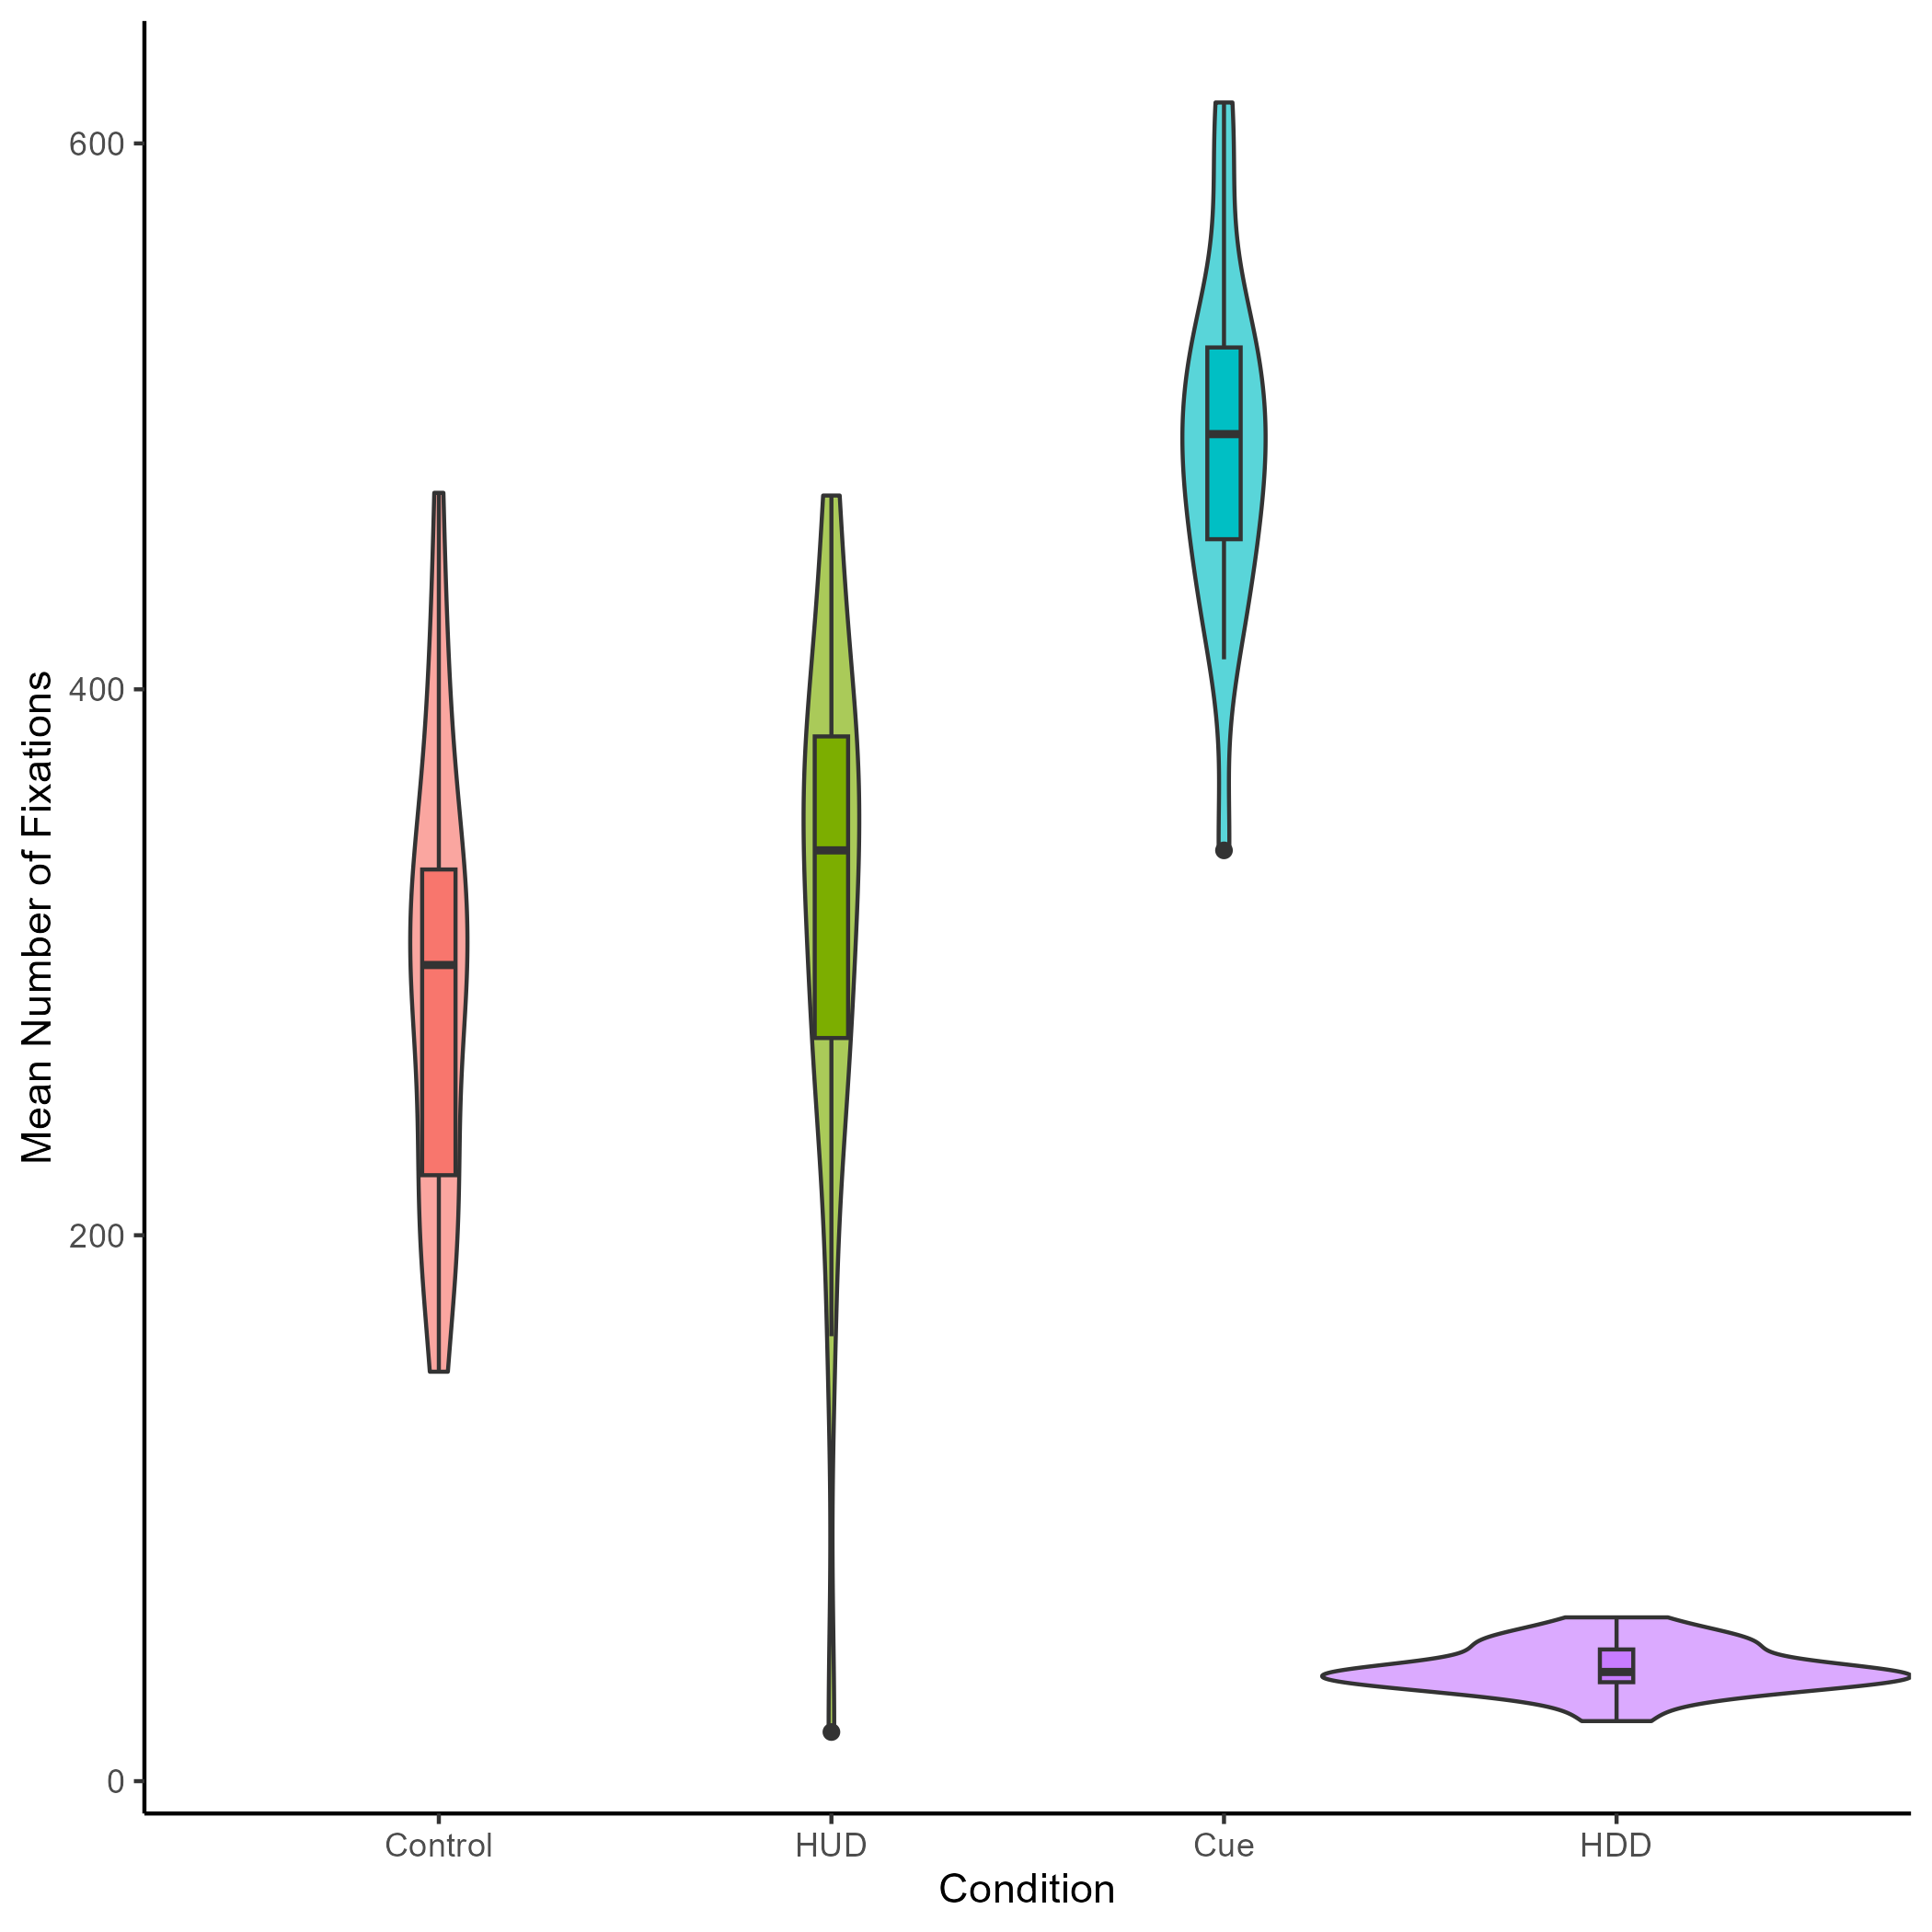 Mean Number of Fixations
600
400
200
0
Control
HUD
Cue
HDD
Condition